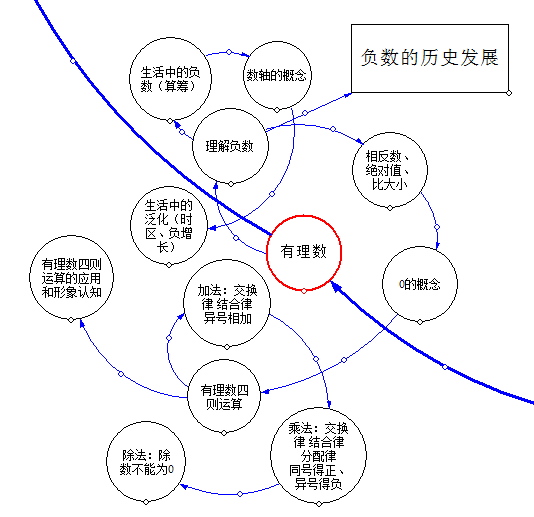 生活中的负
数（算筹）
数轴的概念
负数的历史发展
理解负数
相反数、
绝对值、
比大小
生活中的
泛化（时
区、负增
长）
有理数
有理数四则
运算的应用
和形象认知
加法：交换
律 结合律
异号相加
0的概念
有理数四
则运算
乘法：交换
律 结合律
分配律
同号得正、
异号得负
除法：除
数不能为0